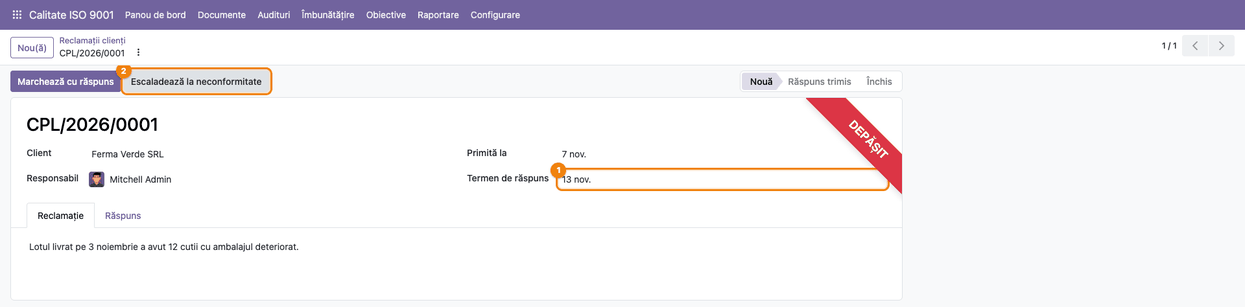 Calitate ISO 9001 Panou de bord Documente Audituri Îmbunătățire Obiective Raportare Configurare
Nou(ă) Reclamații clienți
CPL/2026/0001
1 / 1
Marchează cu răspuns 2 Escaladează la neconformitate Nouă Răspuns trimis Închis
DEPĂȘIT
CPL/2026/0001
Client Ferma Verde SRL Primită la 7 nov.
Responsabil Mitchell Admin Termen de răspuns 1 13 nov.
Reclamație Răspuns
Lotul livrat pe 3 noiembrie a avut 12 cutii cu ambalajul deteriorat.